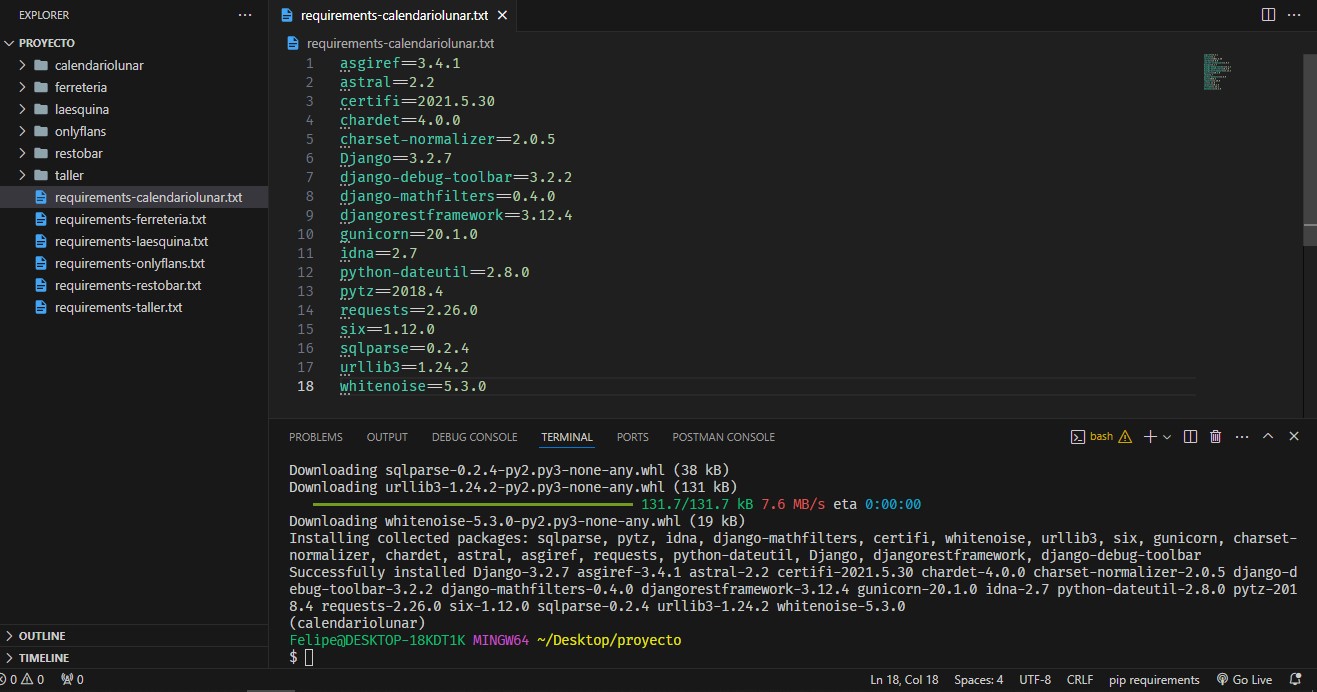 EXPLORER
PROYECTO
calendariolunar
ferreteria
laesquina
onlyflans
restobar
taller
requirements-calendariolunar.txt
requirements-ferreteria.txt
requirements-laesquina.txt
requirements-onlyflans.txt
requirements-restobar.txt
requirements-taller.txt
OUTLINE
TIMELINE
requirements-calendariolunar.txt
requirements-calendariolunar.txt
1 asgiref==3.4.1
2 astral==2.2
3 certifi==2021.5.30
4 chardet==4.0.0
5 charset-normalizer==2.0.5
6 Django==3.2.7
7 django-debug-toolbar==3.2.2
8 django-mathfilters==0.4.0
9 djangorestframework==3.12.4
10 gunicorn==20.1.0
11 idna==2.7
12 python-dateutil==2.8.0
13 pytz==2018.4
14 requests==2.26.0
15 six==1.12.0
16 sqlparse==0.2.4
17 urllib3==1.24.2
18 whitenoise==5.3.0
PROBLEMS OUTPUT DEBUG CONSOLE TERMINAL PORTS POSTMAN CONSOLE bash
Downloading sqlparse-0.2.4-py2.py3-none-any.whl (38 kB)
Downloading urllib3-1.24.2-py2.py3-none-any.whl (131 kB)
131.7/131.7 kB 7.6 MB/s eta 0:00:00
Downloading whitenoise-5.3.0-py2.py3-none-any.whl (19 kB)
Installing collected packages: sqlparse, pytz, idna, django-mathfilters, certifi, whitenoise, urllib3, six, gunicorn, charset-
normalizer, chardet, astral, asgiref, requests, python-dateutil, Django, djangorestframework, django-debug-toolbar
Successfully installed Django-3.2.7 asgiref-3.4.1 astral-2.2 certifi-2021.5.30 chardet-4.0.0 charset-normalizer-2.0.5 django-d
ebug-toolbar-3.2.2 django-mathfilters-0.4.0 djangorestframework-3.12.4 gunicorn-20.1.0 idna-2.7 python-dateutil-2.8.0 pytz-201
8.4 requests-2.26.0 six-1.12.0 sqlparse-0.2.4 urllib3-1.24.2 whitenoise-5.3.0
(calendariolunar)
Felipe@DESKTOP-18KDT1K MINGW64 ~/Desktop/proyecto
$
0 0 0 Ln 18, Col 18 Spaces: 4 UTF-8 CRLF pip requirements Go Live